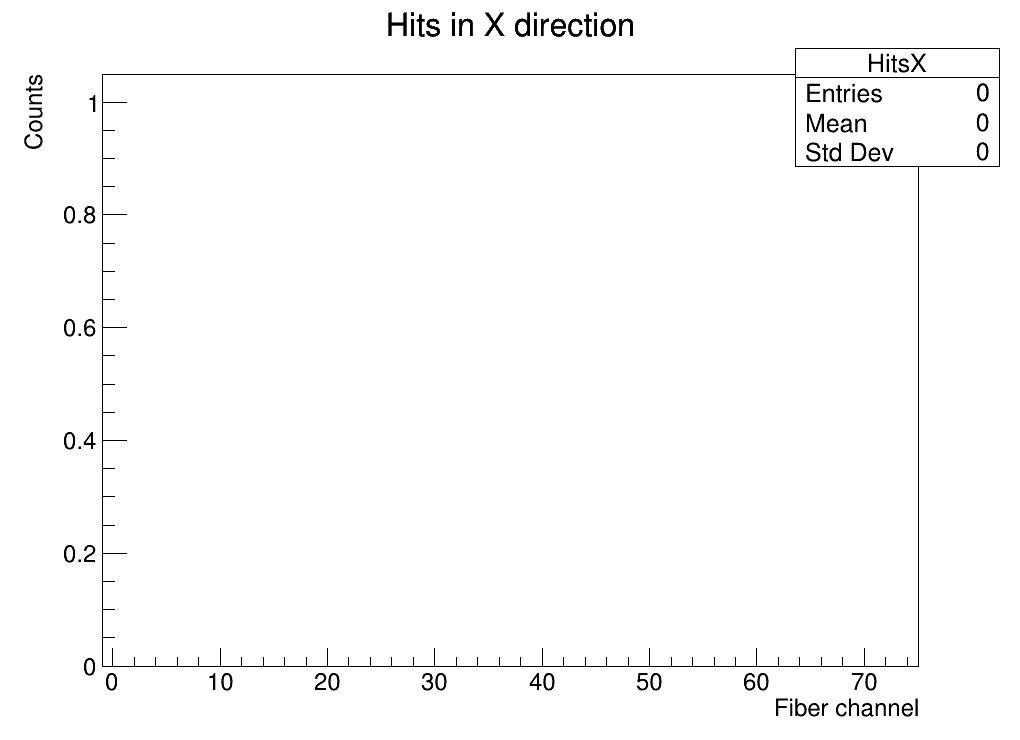 Hits in X direction
HitsX
Entries 0
Mean 0
Std Dev 0
Counts
1
0.8
0.6
0.4
0.2
0
0 10 20 30 40 50 60 70
Fiber channel